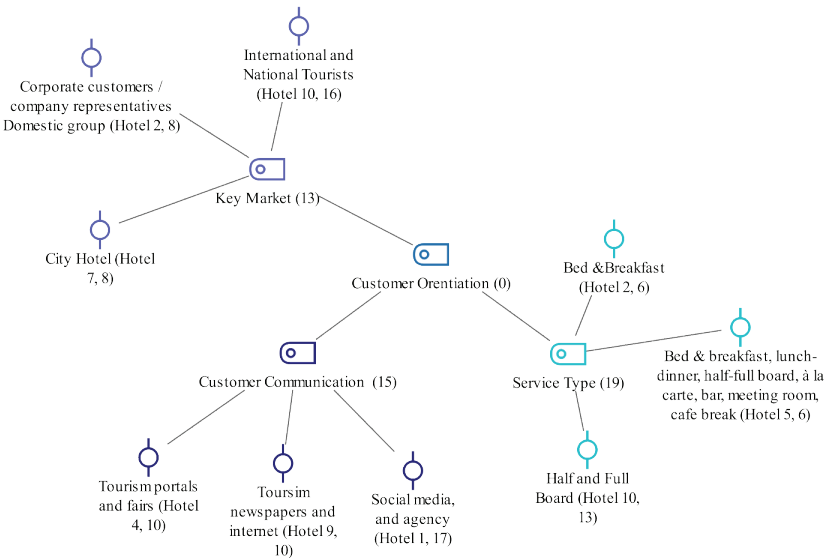 International and
National Tourists
(Hotel 10, 16)
Corporate customers /
company representatives
Domestic group (Hotel 2, 8)
Key Market (13)
City Hotel (Hotel
7, 8)
Customer Orentiation (0)
Bed &Breakfast
(Hotel 2, 6)
Bed & breakfast, lunch-
dinner, half-full board, à la
carte, bar, meeting room,
cafe break (Hotel 5, 6)
Customer Communication (15)
Service Type (19)
Tourism portals
and fairs (Hotel
4, 10)
Toursim
newspapers and
internet (Hotel 9,
10)
Social media,
and agency
(Hotel 1, 17)
Half and Full
Board (Hotel 10,
13)